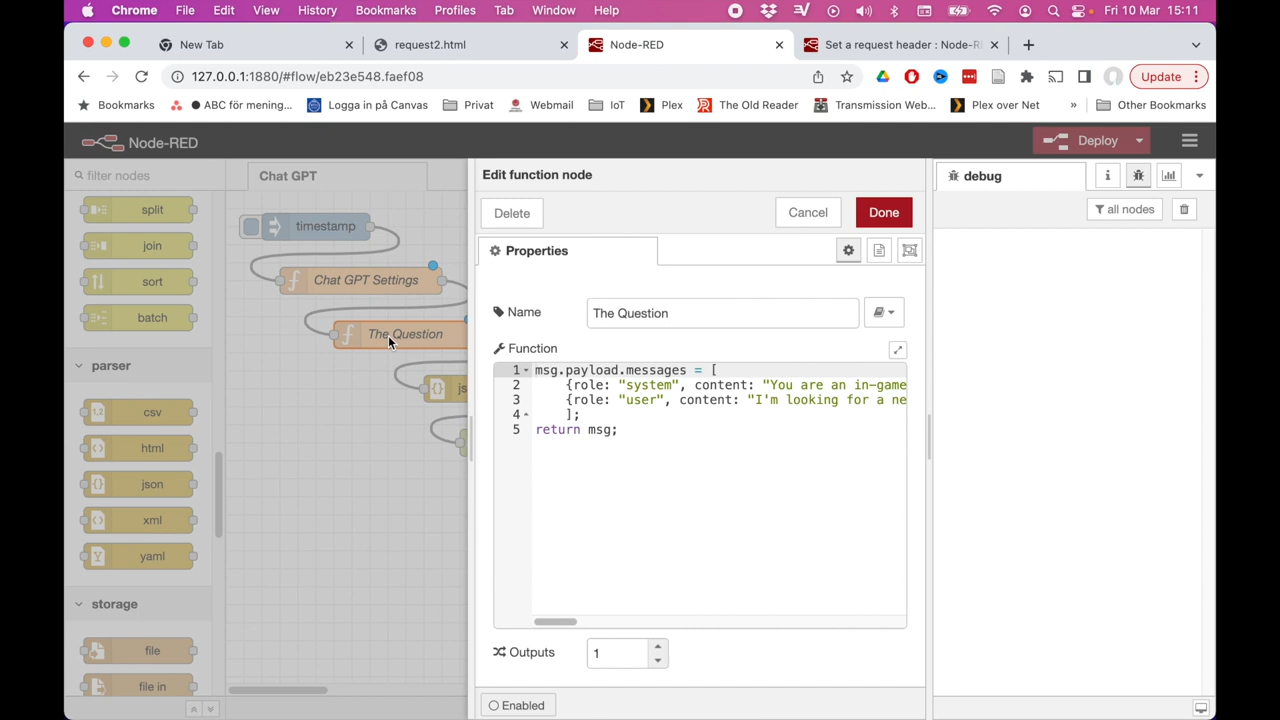 Chrome File Edit View History Bookmarks Profiles Tab Window Help Fri 10 Mar 15:11
New Tab request2.html Node-RED Set a request header : Node-R
127.0.0.1:1880/#flow/eb23e548.faef08 Update
Bookmarks ABC för mening... Logga in på Canvas Privat Webmail IoT Plex The Old Reader Transmission Web... Plex over Net » Other Bookmarks
Node-RED Deploy
filter nodes
Chat GPT
split
join
sort
batch
parser
csv
html
json
xml
yaml
storage
file
file in
timestamp
Chat GPT Settings
The Question
Edit function node
Delete Cancel Done
Properties
Name The Question
Function
1 msg.payload.messages = [
2 {role: "system", content: "You are an in-game
3 {role: "user", content: "I'm looking for a ne
4 ];
5 return msg;
Outputs 1
Enabled
debug
all nodes